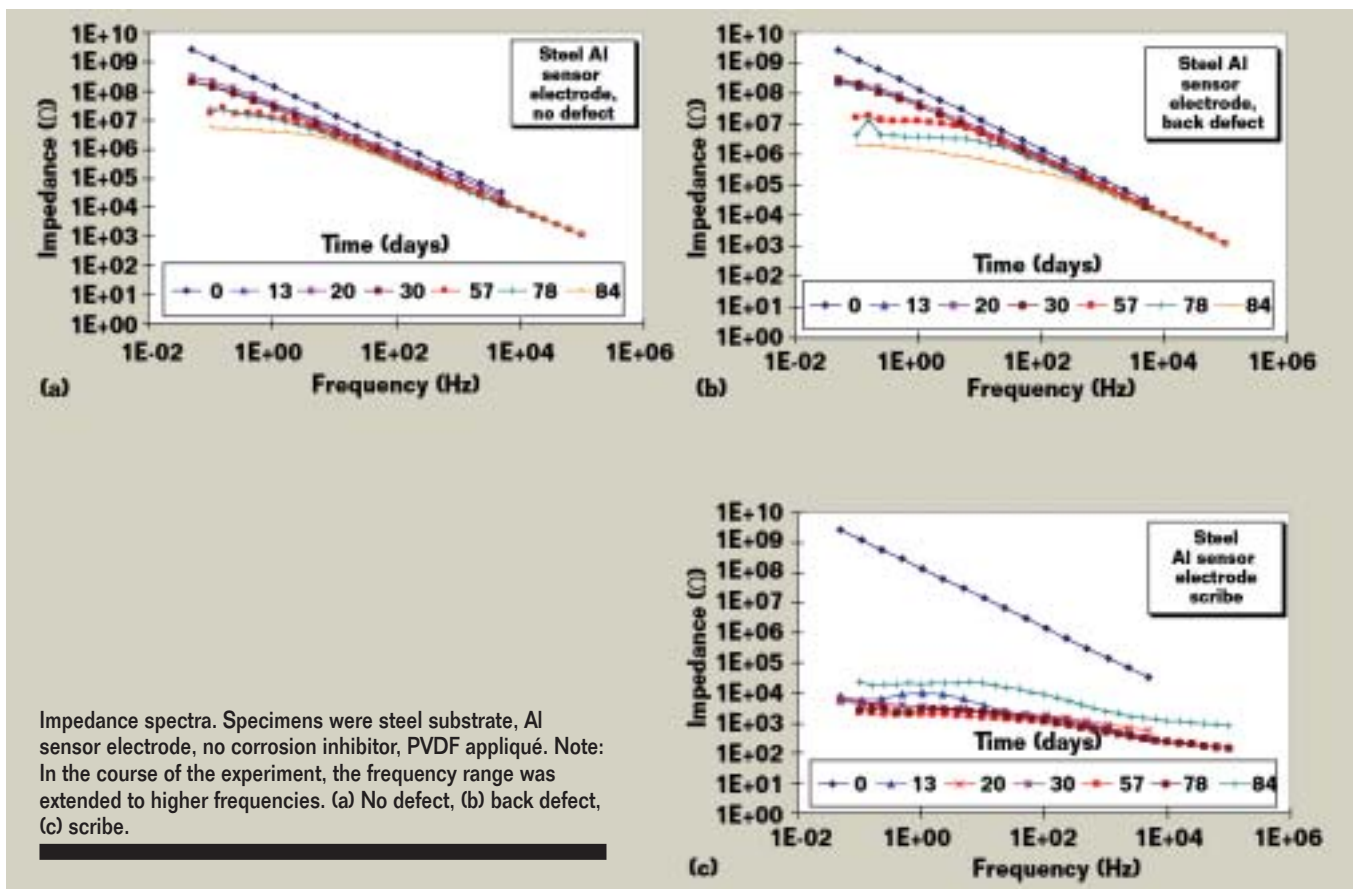 1E+10
1E+09
1E+08
1E+07
1E+06
1E+05
1E+04
1E+03
1E+02
1E+01
1E+00
Impedance (Ω)
Steel Al
sensor
electrode,
no defect
Time (days)
0 13 20 30 57 78 84
1E-02 1E+00 1E+02 1E+04 1E+06
Frequency (Hz)
(a)
1E+10
1E+09
1E+08
1E+07
1E+06
1E+05
1E+04
1E+03
1E+02
1E+01
1E+00
Impedance (Ω)
Steel Al
sensor
electrode,
back defect
Time (days)
0 13 20 30 57 78 84
1E-02 1E+00 1E+02 1E+04 1E+06
Frequency (Hz)
(b)
1E+10
1E+09
1E+08
1E+07
1E+06
1E+05
1E+04
1E+03
1E+02
1E+01
1E+00
Impedance (Ω)
Steel
Al sensor
electrode
scribe
Time (days)
0 13 20 30 57 78 84
1E-02 1E+00 1E+02 1E+04 1E+06
Frequency (Hz)
(c)
Impedance spectra. Specimens were steel substrate, Al
sensor electrode, no corrosion inhibitor, PVDF appliqué. Note:
In the course of the experiment, the frequency range was
extended to higher frequencies. (a) No defect, (b) back defect,
(c) scribe.